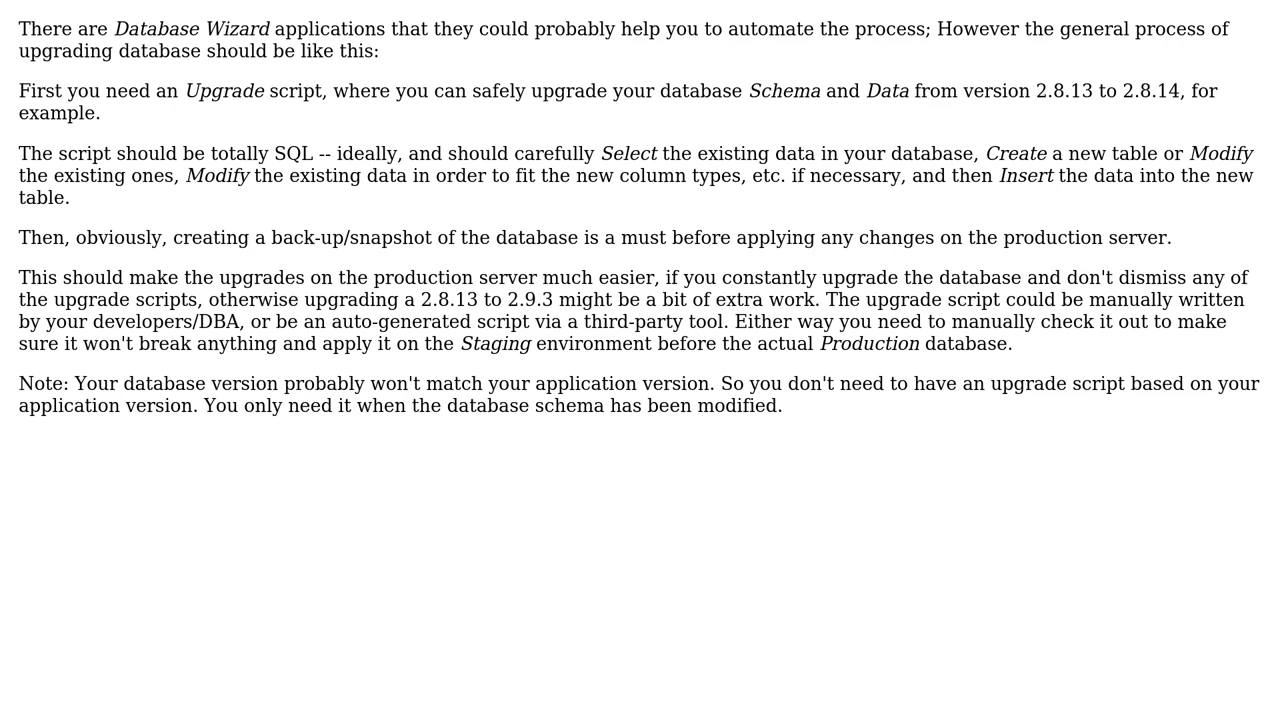 There are Database Wizard applications that they could probably help you to automate the process; However the general process of
upgrading database should be like this:
First you need an Upgrade script, where you can safely upgrade your database Schema and Data from version 2.8.13 to 2.8.14, for
example.
The script should be totally SQL -- ideally, and should carefully Select the existing data in your database, Create a new table or Modify
the existing ones, Modify the existing data in order to fit the new column types, etc. if necessary, and then Insert the data into the new
table.
Then, obviously, creating a back-up/snapshot of the database is a must before applying any changes on the production server.
This should make the upgrades on the production server much easier, if you constantly upgrade the database and don't dismiss any of
the upgrade scripts, otherwise upgrading a 2.8.13 to 2.9.3 might be a bit of extra work. The upgrade script could be manually written
by your developers/DBA, or be an auto-generated script via a third-party tool. Either way you need to manually check it out to make
sure it won't break anything and apply it on the Staging environment before the actual Production database.
Note: Your database version probably won't match your application version. So you don't need to have an upgrade script based on your
application version. You only need it when the database schema has been modified.